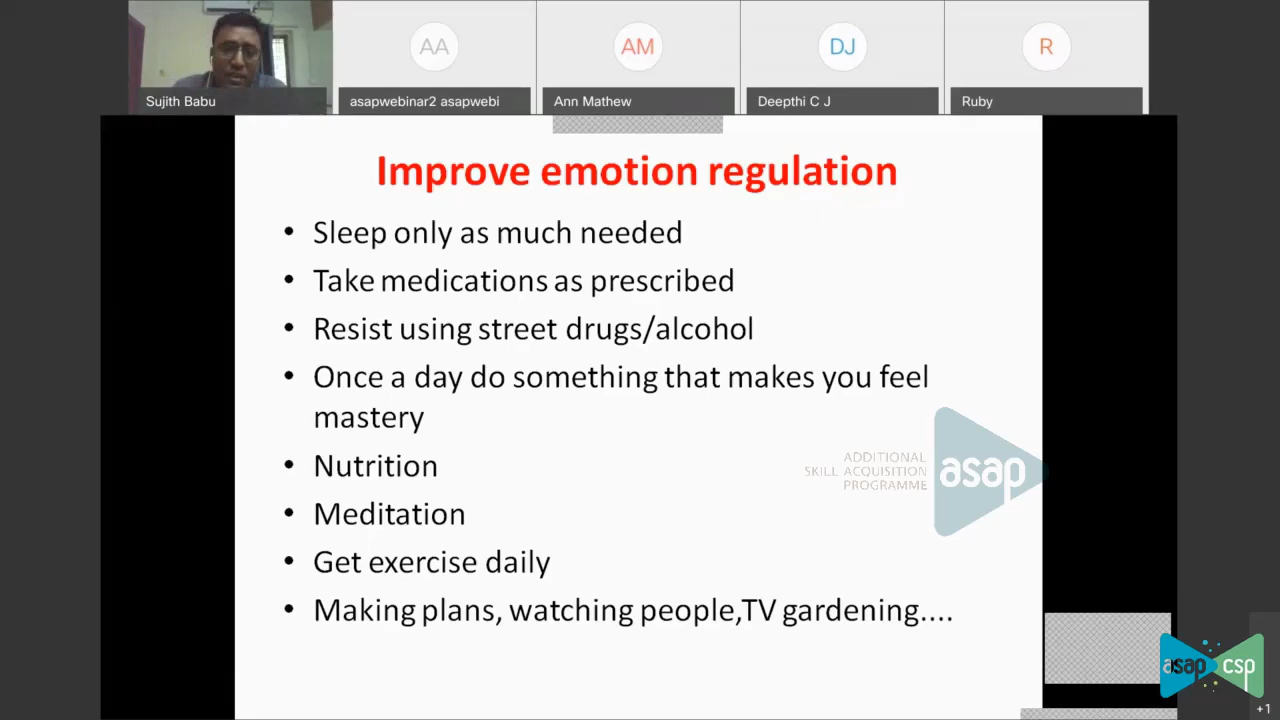 AA
AM
DJ
R
Sujith Babu
asapwebinar2 asapwebi
Ann Mathew
Deepthi C J
Ruby
Improve emotion regulation
• Sleep only as much needed
• Take medications as prescribed
• Resist using street drugs/alcohol
• Once a day do something that makes you feel
mastery
• Nutrition
• Meditation
• Get exercise daily
• Making plans, watching people,TV gardening....
ADDITIONAL
SKILL ACQUISITION
PROGRAMME
asap
asap csp
+1